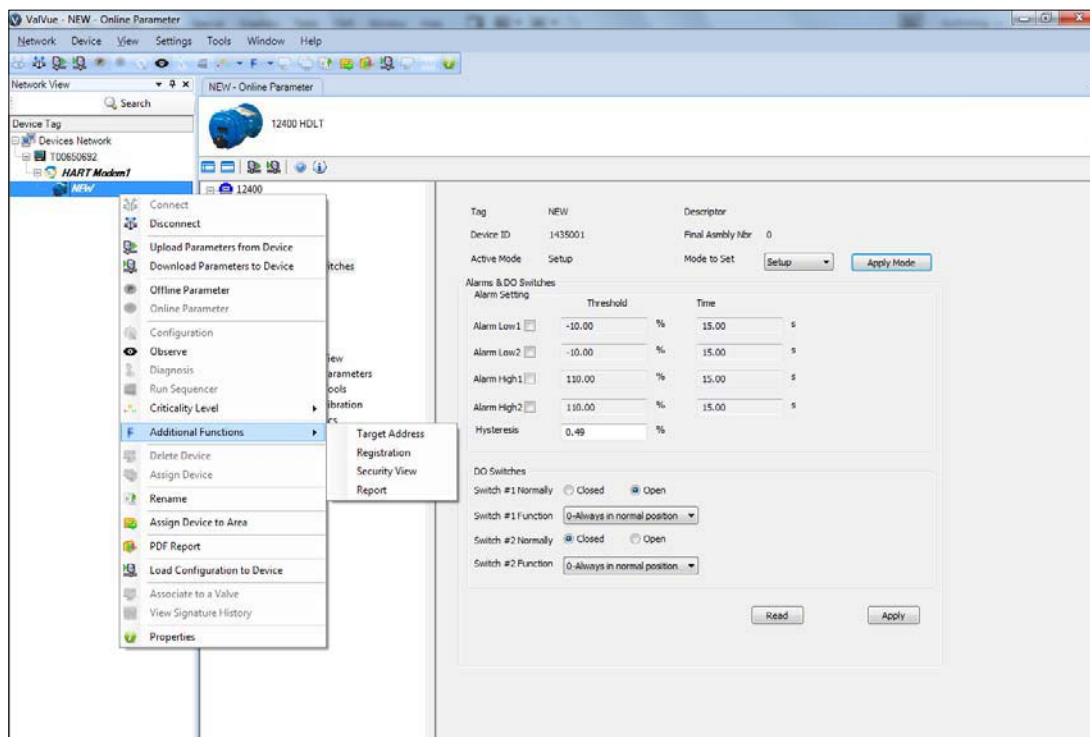 ValVue - NEW - Online Parameter
Network Device View Settings Tools Window Help
Network View
NEW - Online Parameter
Search
12400 HDLT
Device Tag
Devices Network
T00650692
HART Modem1
NEW
12400
Connect
Disconnect
Upload Parameters from Device
Download Parameters to Device
Offline Parameter
Online Parameter
Configuration
Observe
Diagnosis
Run Sequencer
Criticality Level
Additional Functions
Delete Device
Assign Device
Rename
Assign Device to Area
PDF Report
Load Configuration to Device
Associate to a Valve
View Signature History
Properties
Target Address
Registration
Security View
Report
Tag NEW Descriptor
Device ID 1435001 Final Asmbly Nbr 0
Active Mode Setup Mode to Set Setup Apply Mode
Alarms & DO Switches
Alarm Setting
Threshold Time
Alarm Low1 -10.00 % 15.00 s
Alarm Low2 -10.00 % 15.00 s
Alarm High1 110.00 % 15.00 s
Alarm High2 110.00 % 15.00 s
Hysteresis 0.49 %
DO Switches
Switch #1 Normally Closed Open
Switch #1 Function 0-Always in normal position
Switch #2 Normally Closed Open
Switch #2 Function 0-Always in normal position
Read Apply